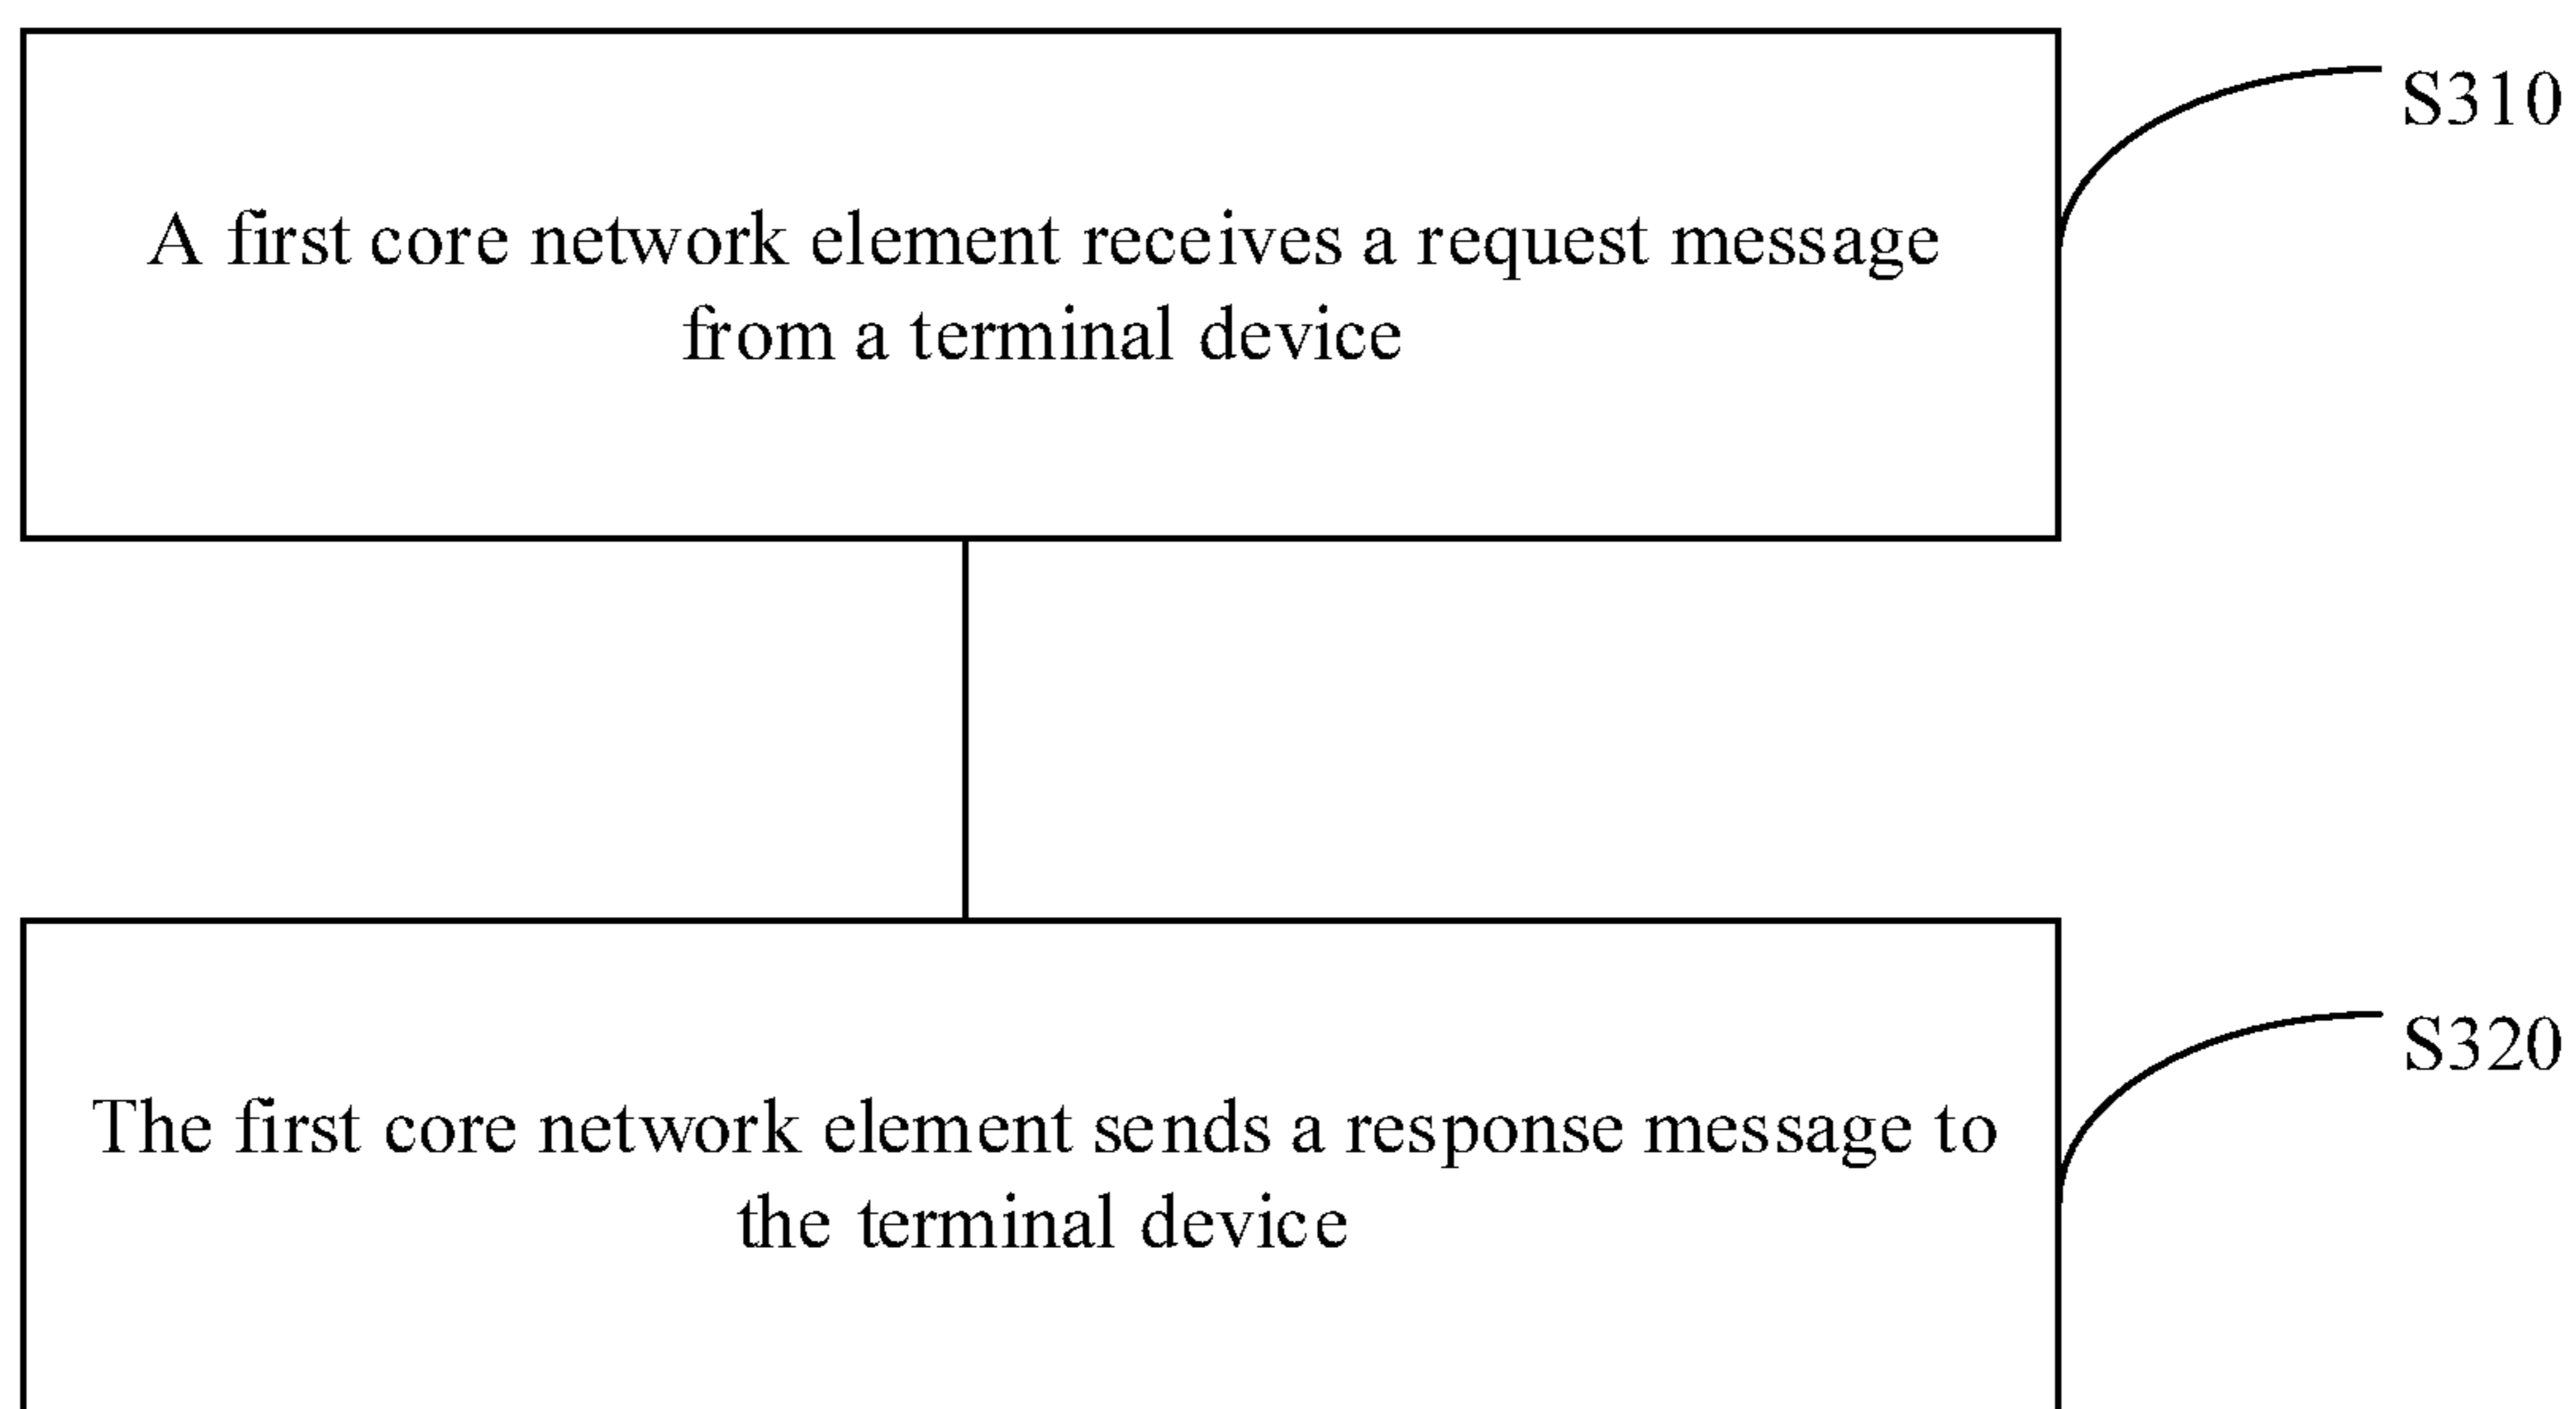 S310
A first core network element receives a request message
from a terminal device
S320
The first core network element sends a response message to
the terminal device